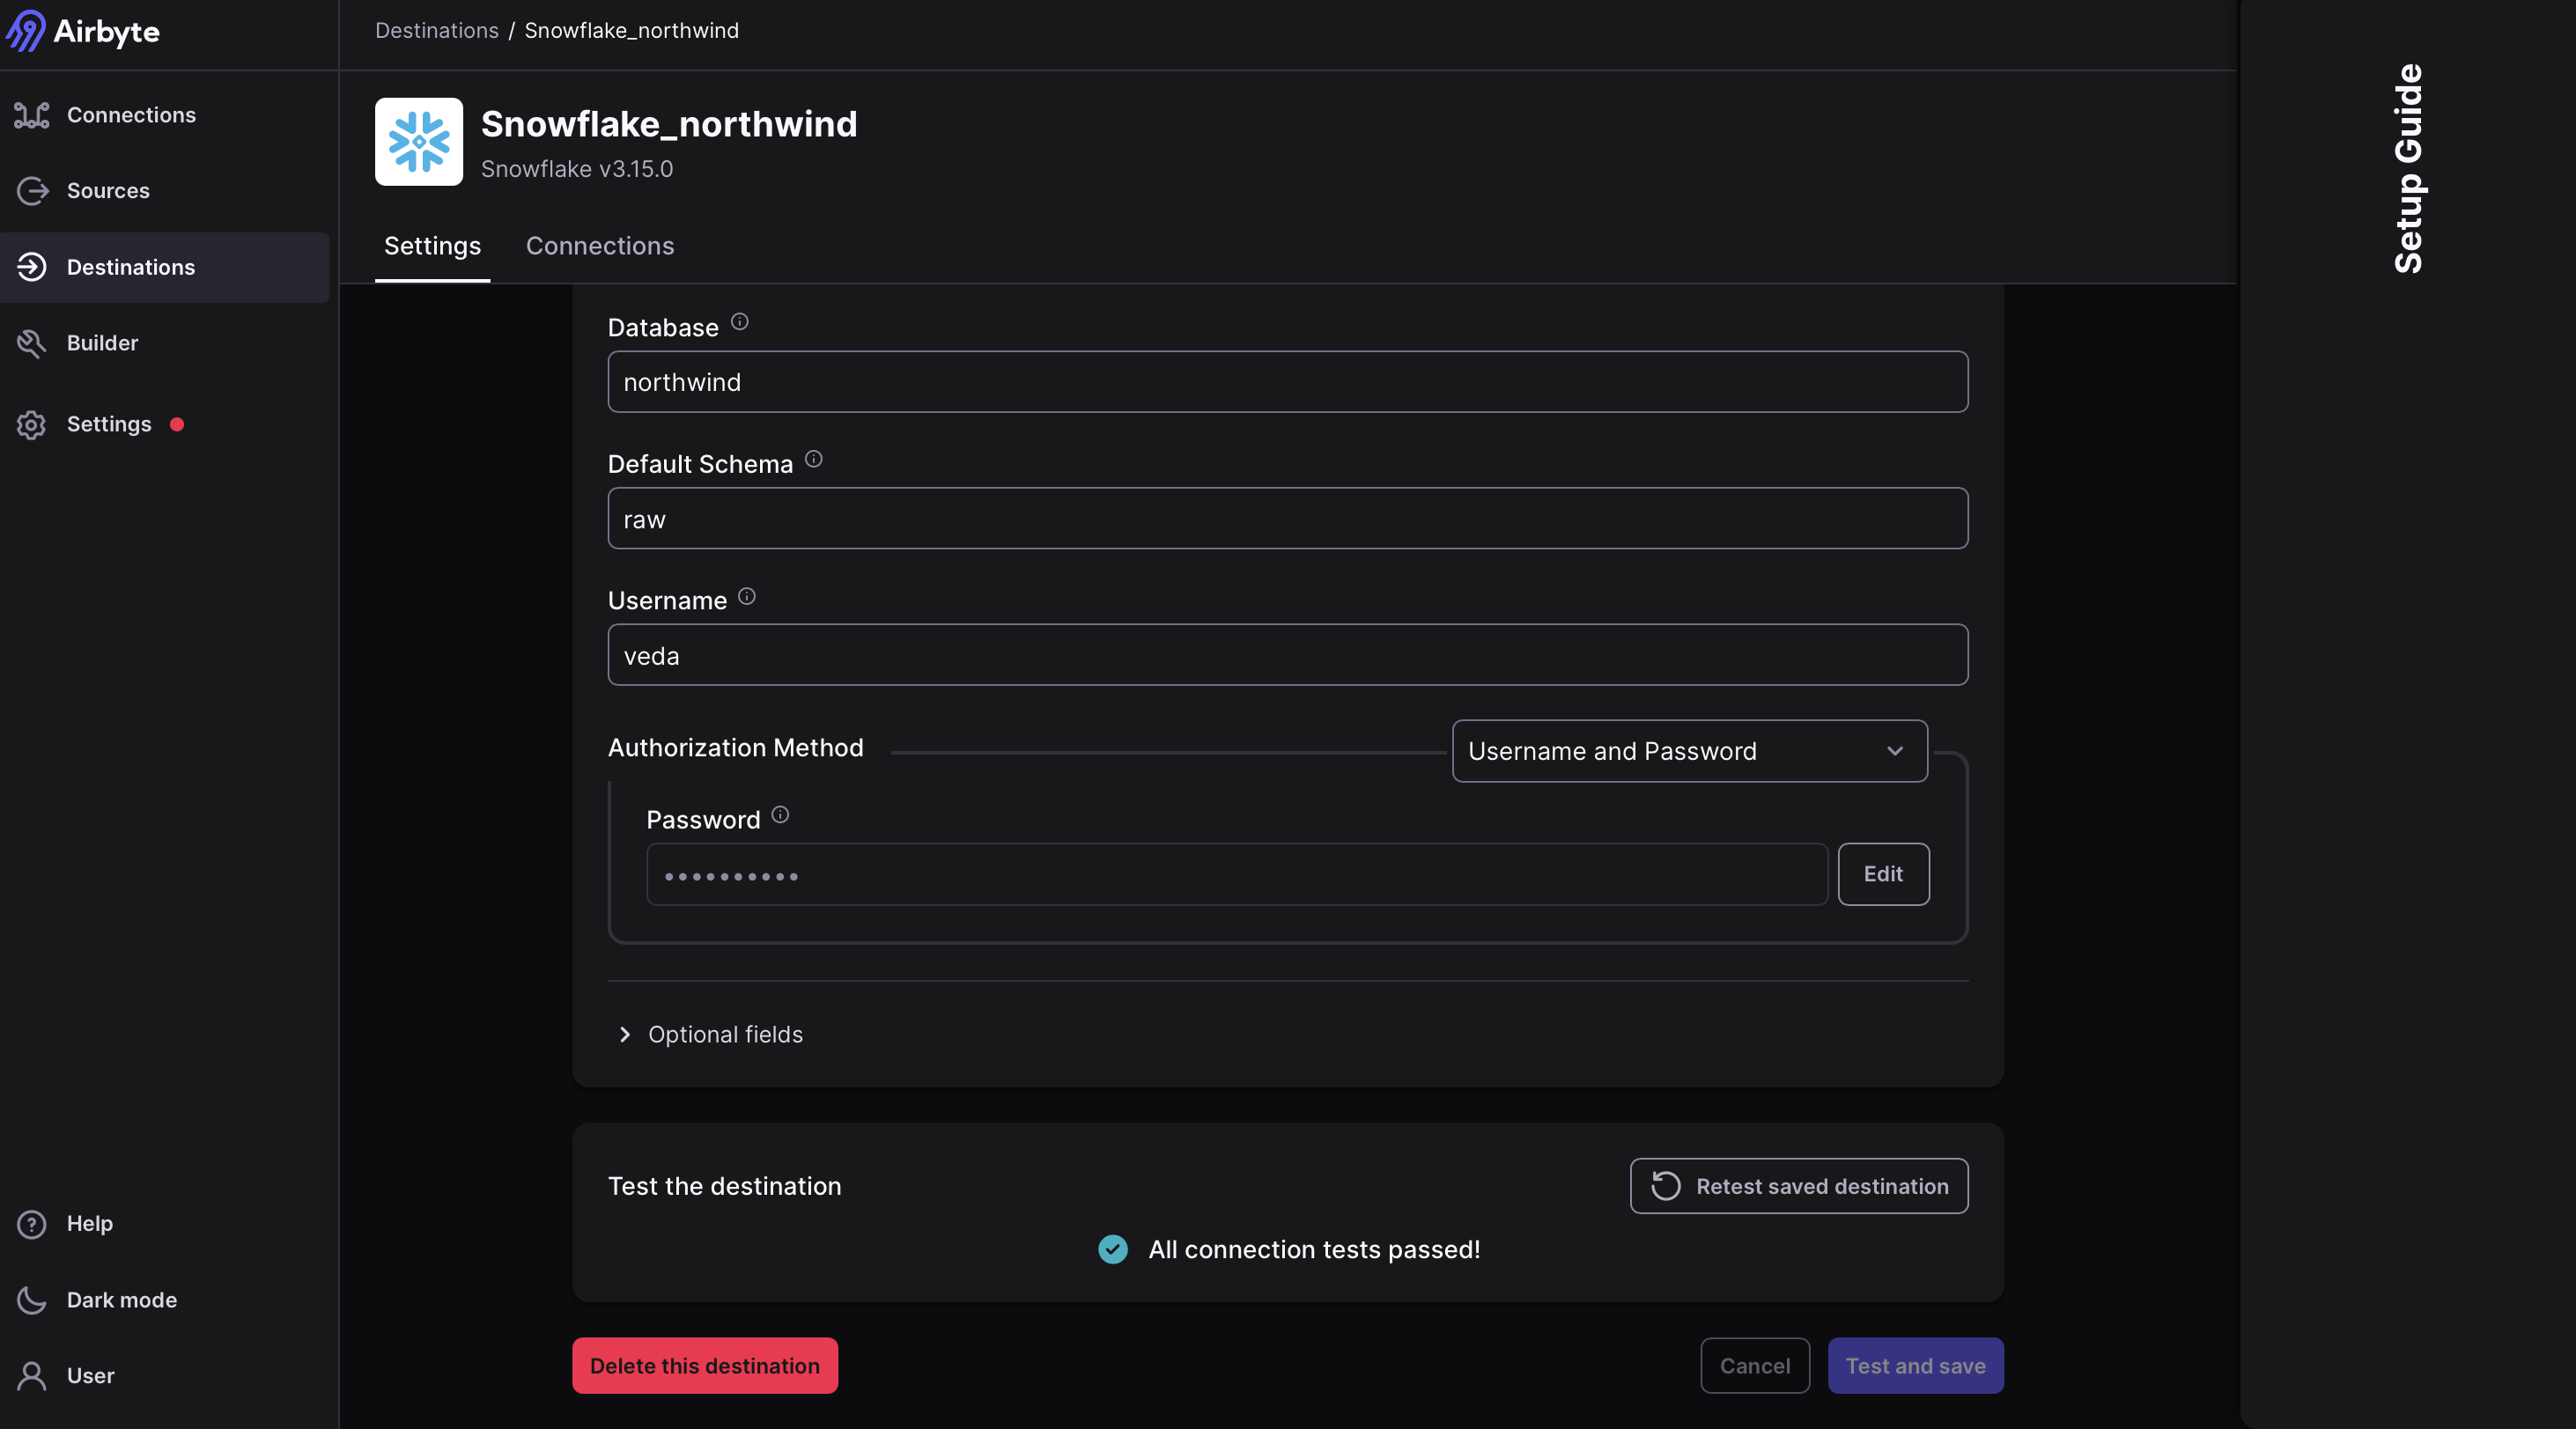 Airbyte
Connections
Sources
Destinations
Builder
Settings
Help
Dark mode
User
Destinations / Snowflake_northwind
Snowflake_northwind
Snowflake v3.15.0
Settings Connections
Database
northwind
Default Schema
raw
Username
veda
Authorization Method
Username and Password
Password
••••••••••
Edit
Optional fields
Test the destination
Retest saved destination
All connection tests passed!
Delete this destination
Cancel
Test and save
Setup Guide